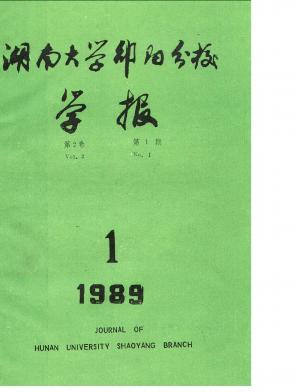 湖南大学邵阳分校
学报
第2卷 第1期
Vol. 2 No. 1
1
1989
JOURNAL OF
HUNAN UNIVERSITY SHAOYANG BRANCH